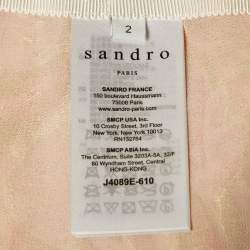 2
sandro
PARIS
SANDRO FRANCE
150 boulevard Haussmann
75008 Paris
www.sandro-paris.com
SMCP USA Inc.
10 Crosby Street, 3rd Floor
New York, New York 10013
RN152784
SMCP ASIA Inc.
The Centrium, Suite 3203A-5A, 32/F
60 Wyndham Street, Central
HONG-KONG
J4089E-610